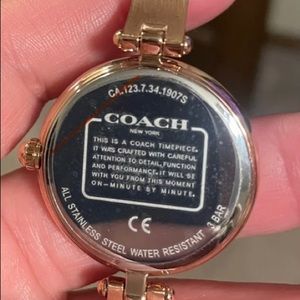 CA.123.7.34.1907S
COACH
NEW YORK
THIS IS A COACH TIMEPIECE.
IT WAS CRAFTED WITH CAREFUL
ATTENTION TO DETAIL, FUNCTION
AND PERFORMANCE. IT WILL BE
WITH YOU FROM THIS MOMENT
ON-MINUTE BY MINUTE.
CE
ALL STAINLESS STEEL WATER RESISTANT 3 BAR